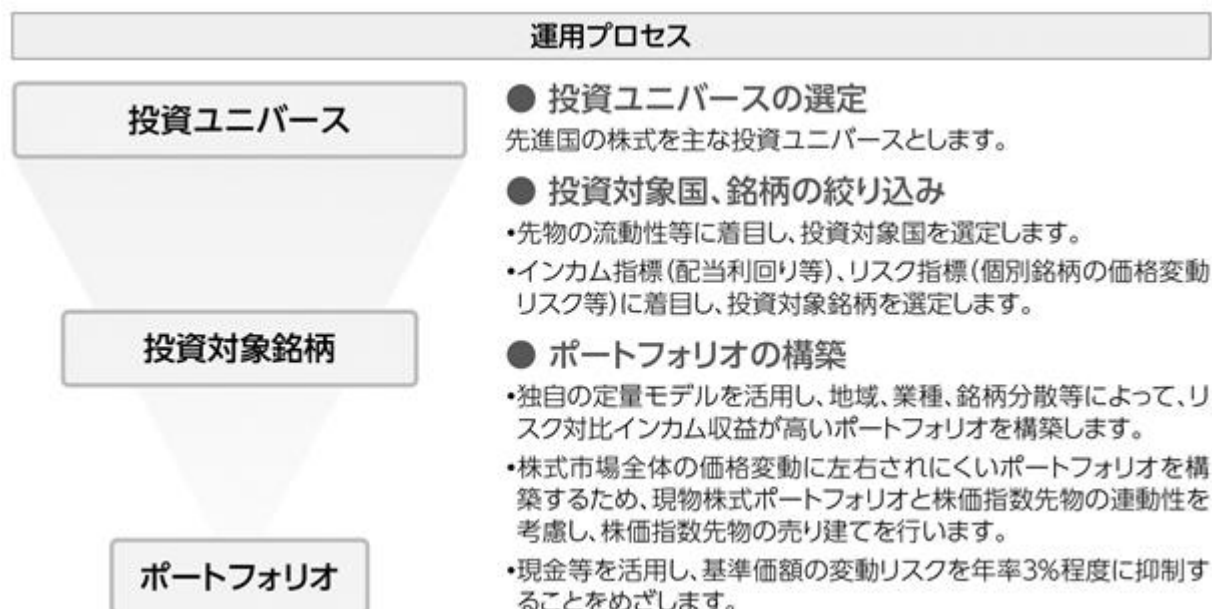 運用プロセス
投資ユニバース
● 投資ユニバースの選定
先進国の株式を主な投資ユニバースとします。
● 投資対象国、銘柄の絞り込み
•先物の流動性等に着目し、投資対象国を選定します。
•インカム指標(配当利回り等)、リスク指標(個別銘柄の価格変動
リスク等)に着目し、投資対象銘柄を選定します。
投資対象銘柄
● ポートフォリオの構築
•独自の定量モデルを活用し、地域、業種、銘柄分散等によって、リ
スク対比インカム収益が高いポートフォリオを構築します。
•株式市場全体の価格変動に左右されにくいポートフォリオを構
築するため、現物株式ポートフォリオと株価指数先物の連動性を
考慮し、株価指数先物の売り建てを行います。
ポートフォリオ
•現金等を活用し、基準価額の変動リスクを年率3%程度に抑制す
ることをめざします。